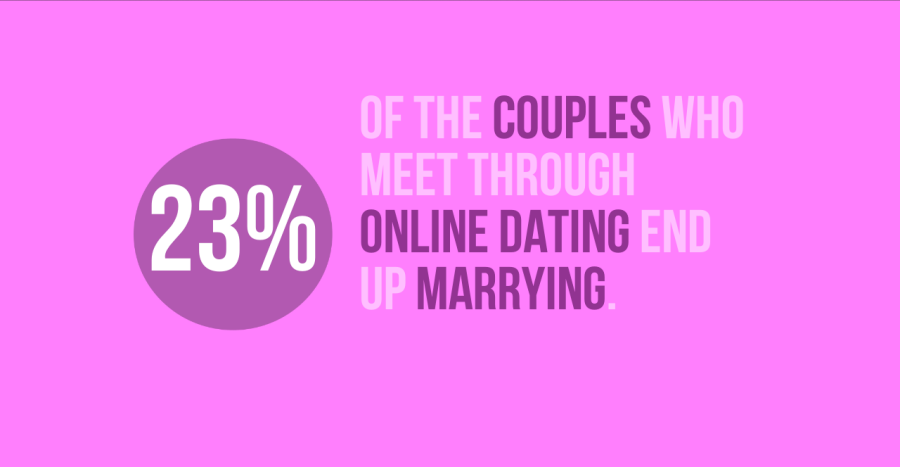 23%
OF THE COUPLES WHO
MEET THROUGH
ONLINE DATING END
UP MARRYING.